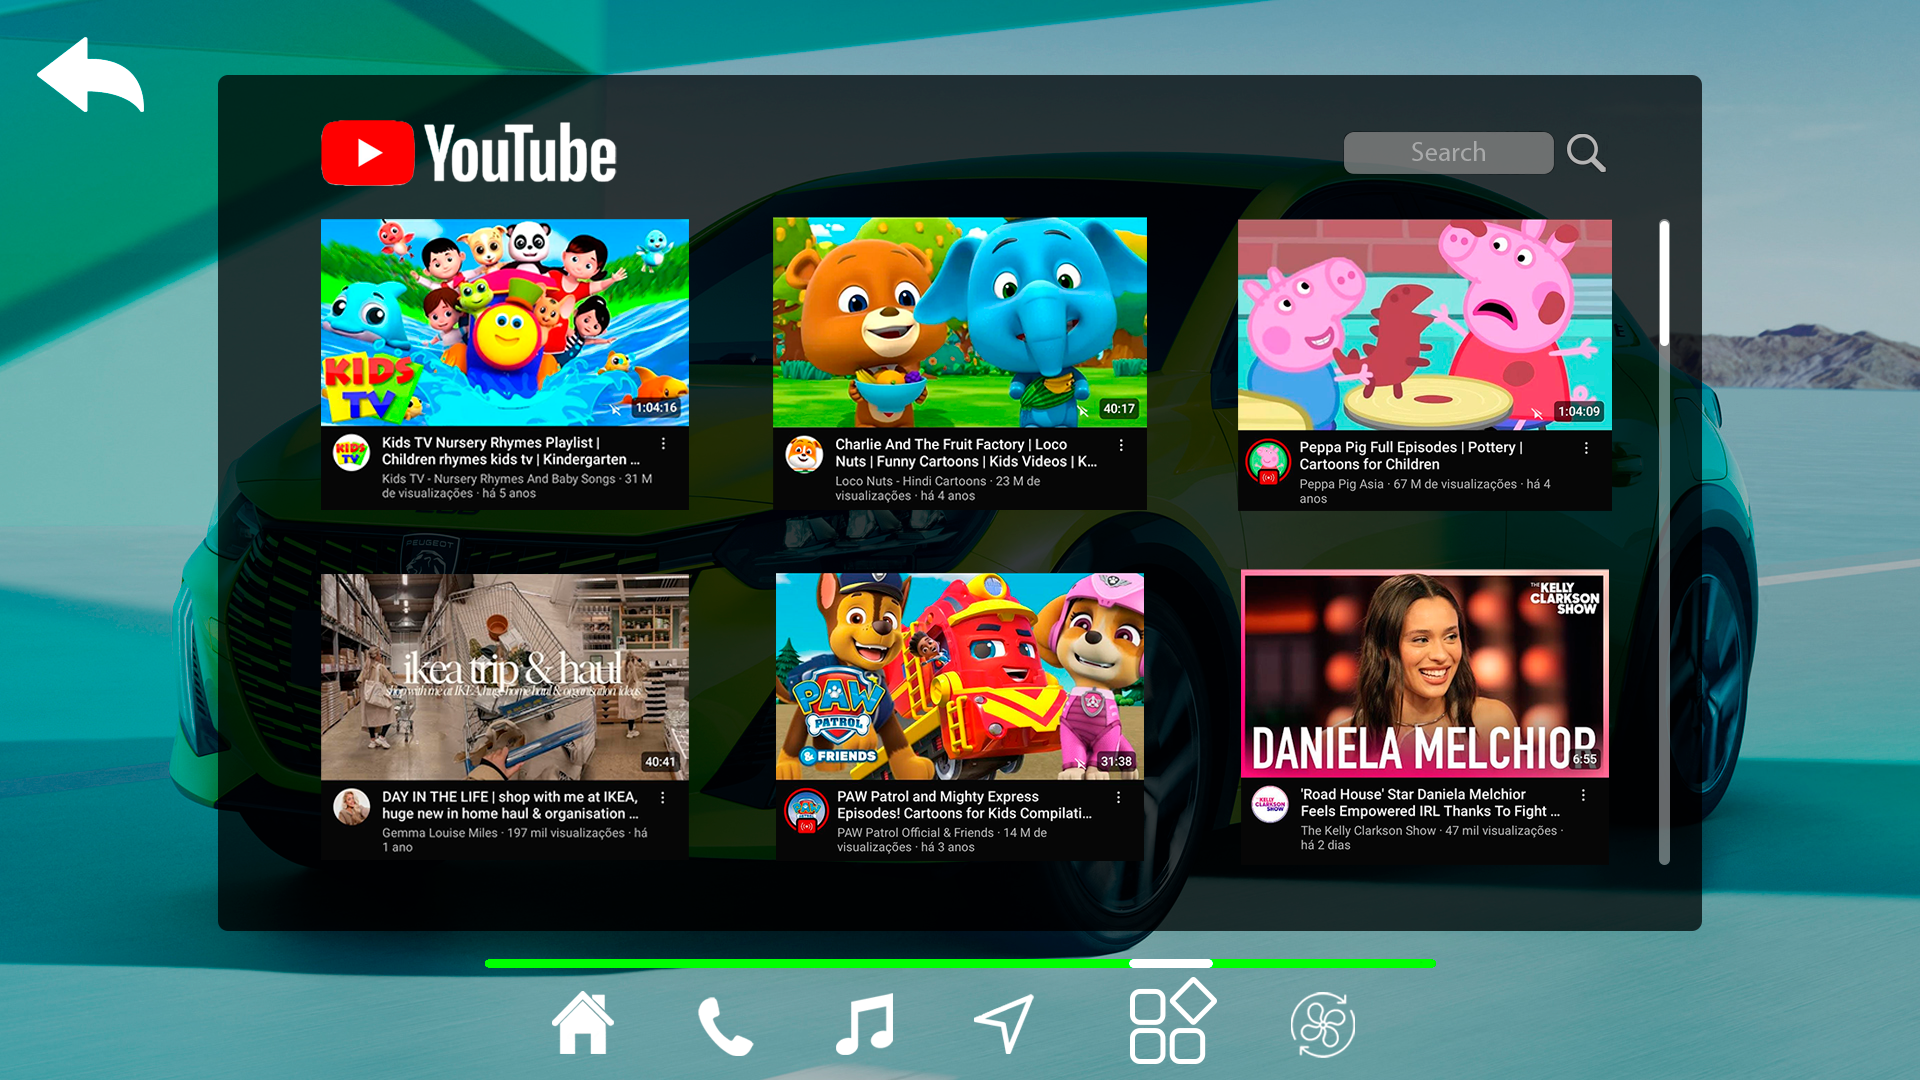 YouTube
Search
KIDS
TV
1:04:16
KIDS
TV
Kids TV Nursery Rhymes Playlist |
Children rhymes kids tv | Kindergarten ...
Kids TV - Nursery Rhymes And Baby Songs · 31 M
de visualizações · há 5 anos
40:17
Charlie And The Fruit Factory | Loco
Nuts | Funny Cartoons | Kids Videos | K...
Loco Nuts - Hindi Cartoons · 23 M de
visualizações · há 4 anos
1:04:09
Peppa Pig Full Episodes | Pottery |
Cartoons for Children
Peppa Pig Asia · 67 M de visualizações · há 4
anos
PEUGEOT
ikea trip & haul
shop with me at IKEA, huge home haul & organisation ideas
40:41
DAY IN THE LIFE | shop with me at IKEA,
huge new in home haul & organisation ...
Gemma Louise Miles · 197 mil visualizações · há
1 ano
PAW
PATROL
& FRIENDS
31:38
PAW Patrol and Mighty Express
Episodes! Cartoons for Kids Compilati...
PAW Patrol Official & Friends · 14 M de
visualizações · há 3 anos
THE
KELLY
CLARKSON
SHOW
DANIELA MELCHIOR
6:55
KELLY
CLARKSON
SHOW
'Road House' Star Daniela Melchior
Feels Empowered IRL Thanks To Fight ...
The Kelly Clarkson Show · 47 mil visualizações ·
há 2 dias